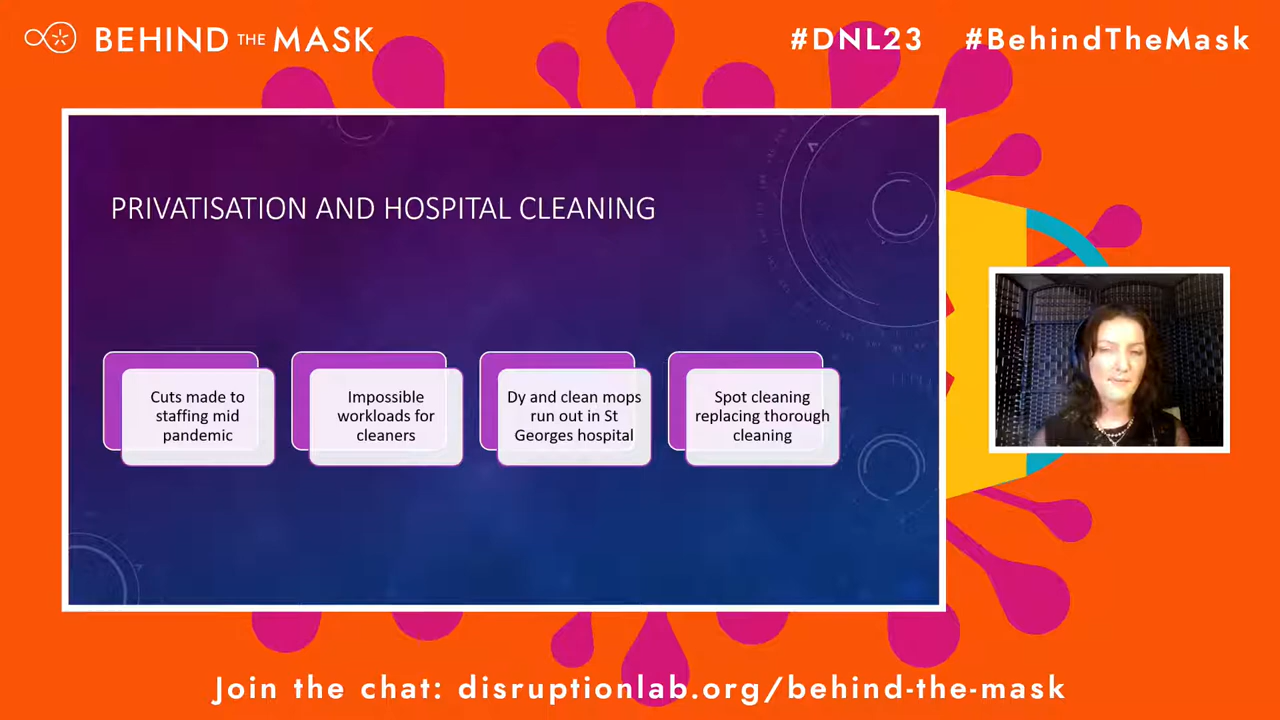 BEHIND THE MASK
#DNL23 #BehindTheMask
PRIVATISATION AND HOSPITAL CLEANING
Cuts made to
staffing mid
pandemic
Impossible
workloads for
cleaners
Dy and clean mops
run out in St
Georges hospital
Spot cleaning
replacing thorough
cleaning
Join the chat: disruptionlab.org/behind-the-mask